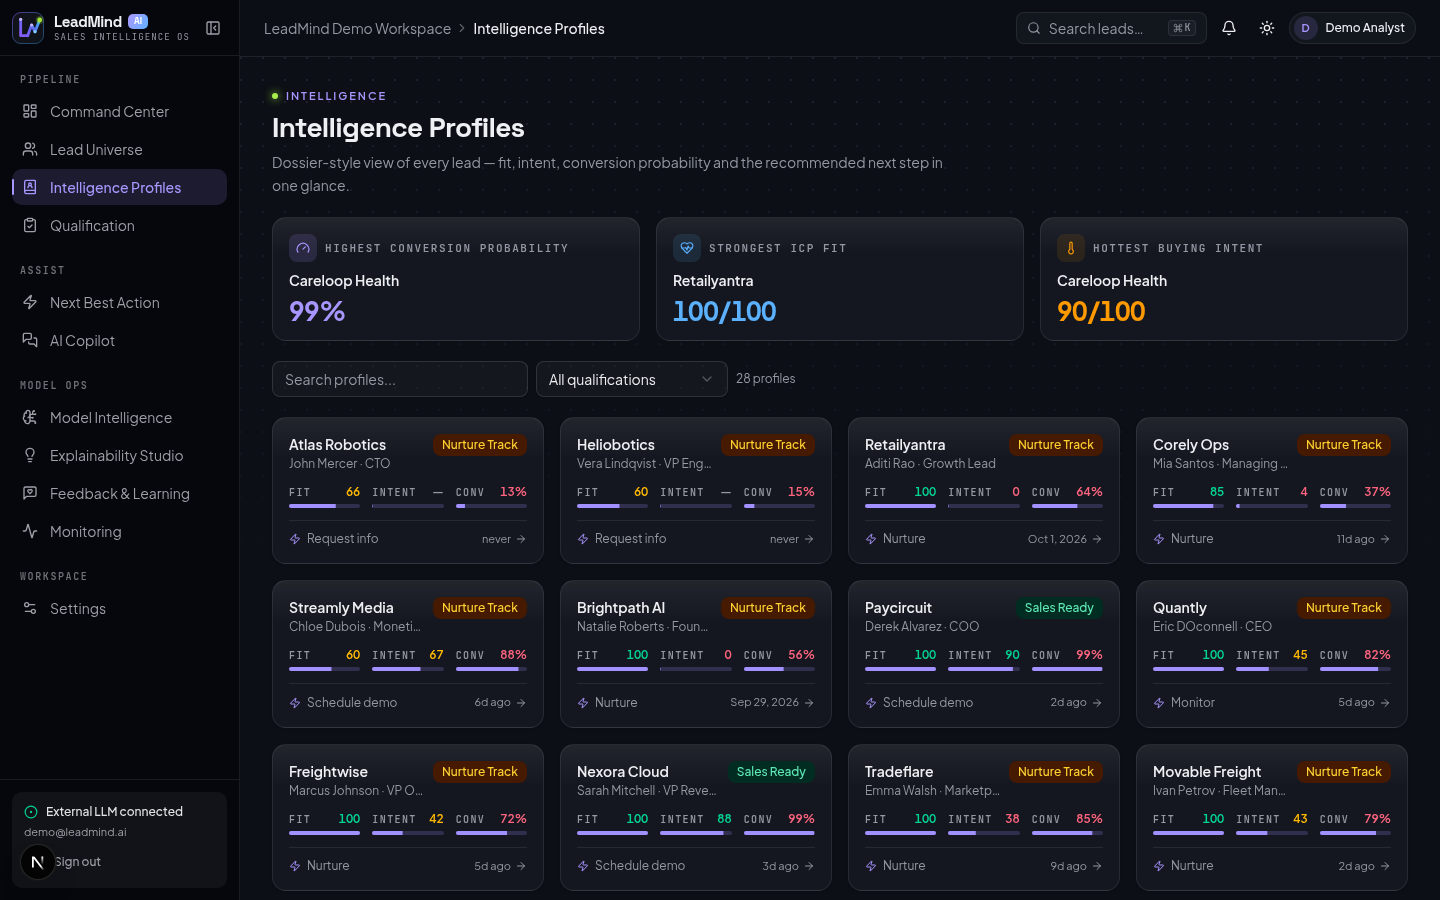 LeadMind AI
SALES INTELLIGENCE OS
PIPELINE
Command Center
Lead Universe
Intelligence Profiles
Qualification
ASSIST
Next Best Action
AI Copilot
MODEL OPS
Model Intelligence
Explainability Studio
Feedback & Learning
Monitoring
WORKSPACE
Settings
External LLM connected
demo@leadmind.ai
N Sign out
LeadMind Demo Workspace > Intelligence Profiles
Search leads... ⌘K
D Demo Analyst
INTELLIGENCE
Intelligence Profiles
Dossier-style view of every lead — fit, intent, conversion probability and the recommended next step in
one glance.
HIGHEST CONVERSION PROBABILITY
Careloop Health
99%
STRONGEST ICP FIT
Retailyantra
100/100
HOTTEST BUYING INTENT
Careloop Health
90/100
Search profiles...
All qualifications
28 profiles
Atlas Robotics Nurture Track
John Mercer · CTO
FIT 66 INTENT — CONV 13%
Request info never →
Heliobotics Nurture Track
Vera Lindqvist · VP Eng...
FIT 60 INTENT — CONV 15%
Request info never →
Retailyantra Nurture Track
Aditi Rao · Growth Lead
FIT 100 INTENT 0 CONV 64%
Nurture Oct 1, 2026 →
Corely Ops Nurture Track
Mia Santos · Managing ...
FIT 85 INTENT 4 CONV 37%
Nurture 11d ago →
Streamly Media Nurture Track
Chloe Dubois · Moneti...
FIT 60 INTENT 67 CONV 88%
Schedule demo 6d ago →
Brightpath AI Nurture Track
Natalie Roberts · Foun...
FIT 100 INTENT 0 CONV 56%
Nurture Sep 29, 2026 →
Paycircuit Sales Ready
Derek Alvarez · COO
FIT 100 INTENT 90 CONV 99%
Schedule demo 2d ago →
Quantly Nurture Track
Eric DOconnell · CEO
FIT 100 INTENT 45 CONV 82%
Monitor 5d ago →
Freightwise Nurture Track
Marcus Johnson · VP O...
FIT 100 INTENT 42 CONV 72%
Nurture 5d ago →
Nexora Cloud Sales Ready
Sarah Mitchell · VP Reve...
FIT 100 INTENT 88 CONV 99%
Schedule demo 3d ago →
Tradeflare Nurture Track
Emma Walsh · Marketp...
FIT 100 INTENT 38 CONV 85%
Nurture 9d ago →
Movable Freight Nurture Track
Ivan Petrov · Fleet Man...
FIT 100 INTENT 43 CONV 79%
Nurture 2d ago →